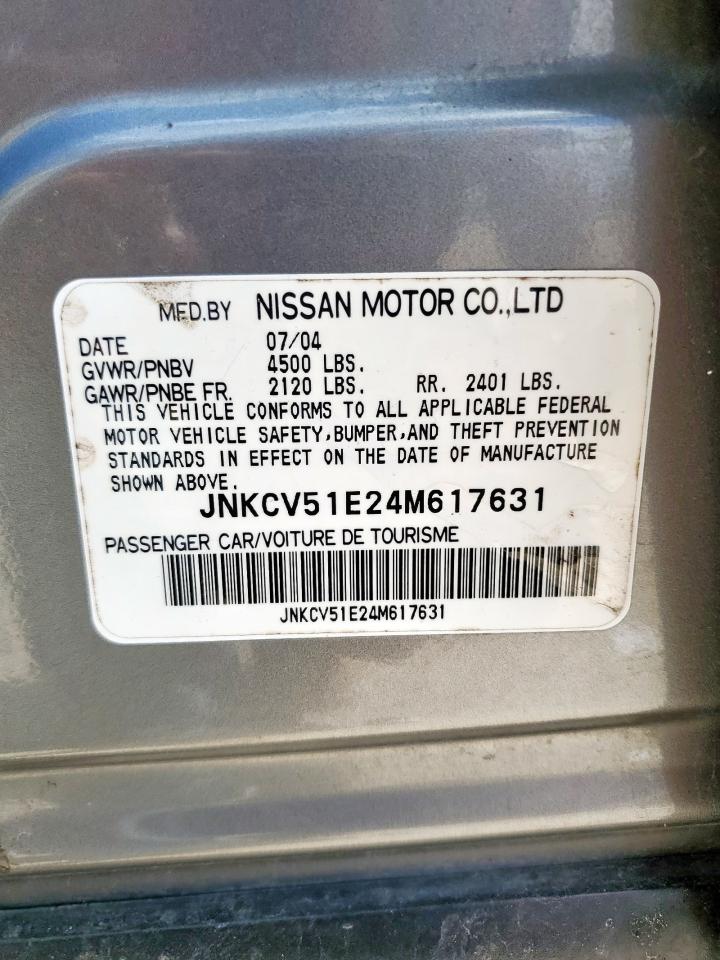 MFD.BY NISSAN MOTOR CO.,LTD
DATE 07/04
GVWR/PNBV 4500 LBS.
GAWR/PNBE FR. 2120 LBS. RR. 2401 LBS.
THIS VEHICLE CONFORMS TO ALL APPLICABLE FEDERAL
MOTOR VEHICLE SAFETY,BUMPER,AND THEFT PREVENTION
STANDARDS IN EFFECT ON THE DATE OF MANUFACTURE
SHOWN ABOVE.
JNKCV51E24M617631
PASSENGER CAR/VOITURE DE TOURISME
JNKCV51E24M617631